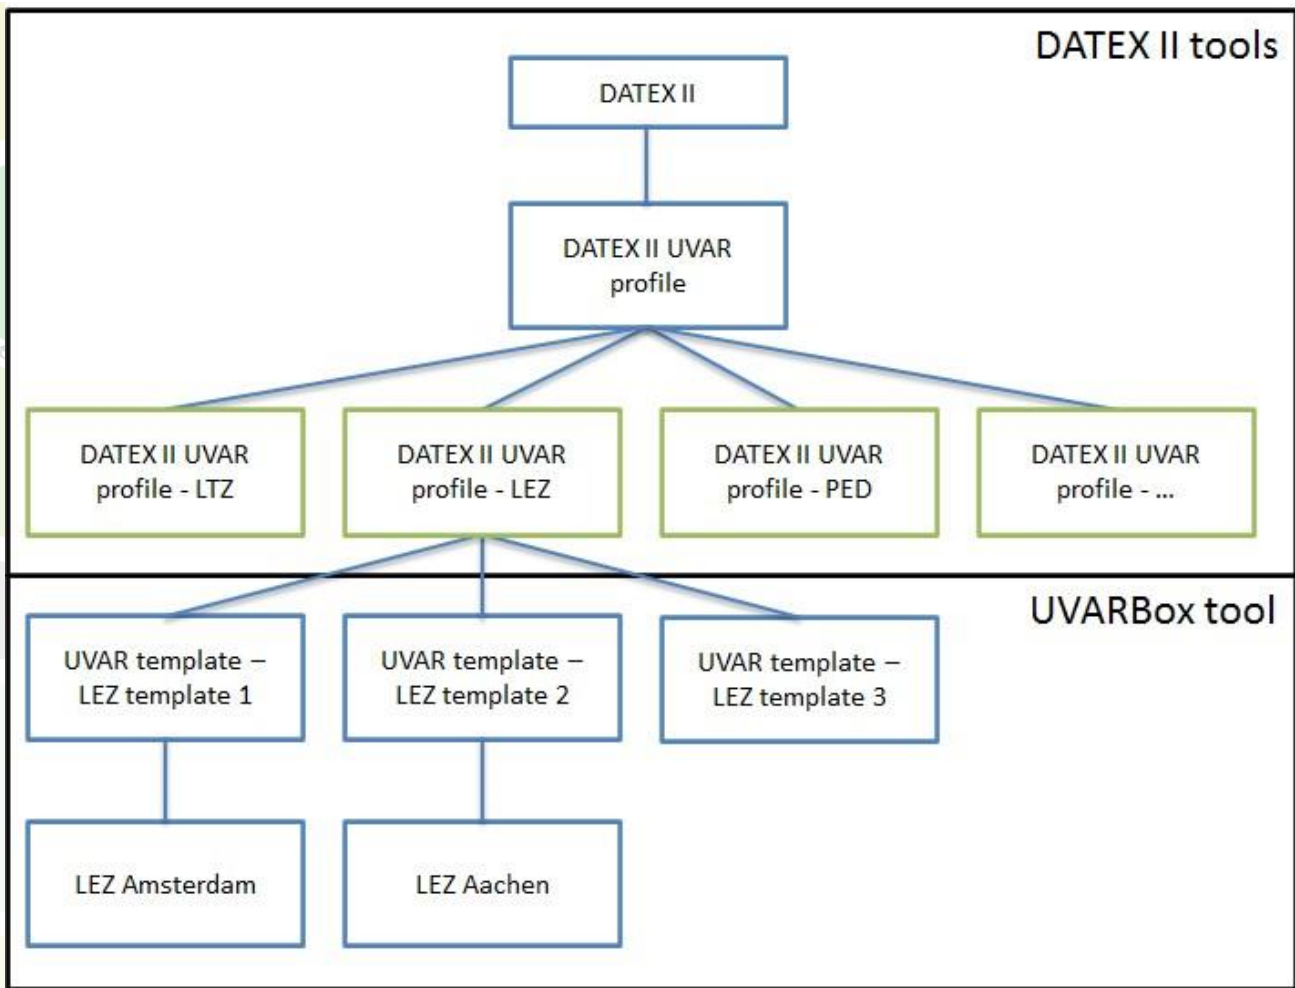 DATEX II tools
DATEX II
DATEX II UVAR
profile
DATEX II UVAR
profile - LTZ
DATEX II UVAR
profile - LEZ
DATEX II UVAR
profile - PED
DATEX II UVAR
profile - ...
UVARBox tool
UVAR template –
LEZ template 1
UVAR template –
LEZ template 2
UVAR template –
LEZ template 3
LEZ Amsterdam
LEZ Aachen